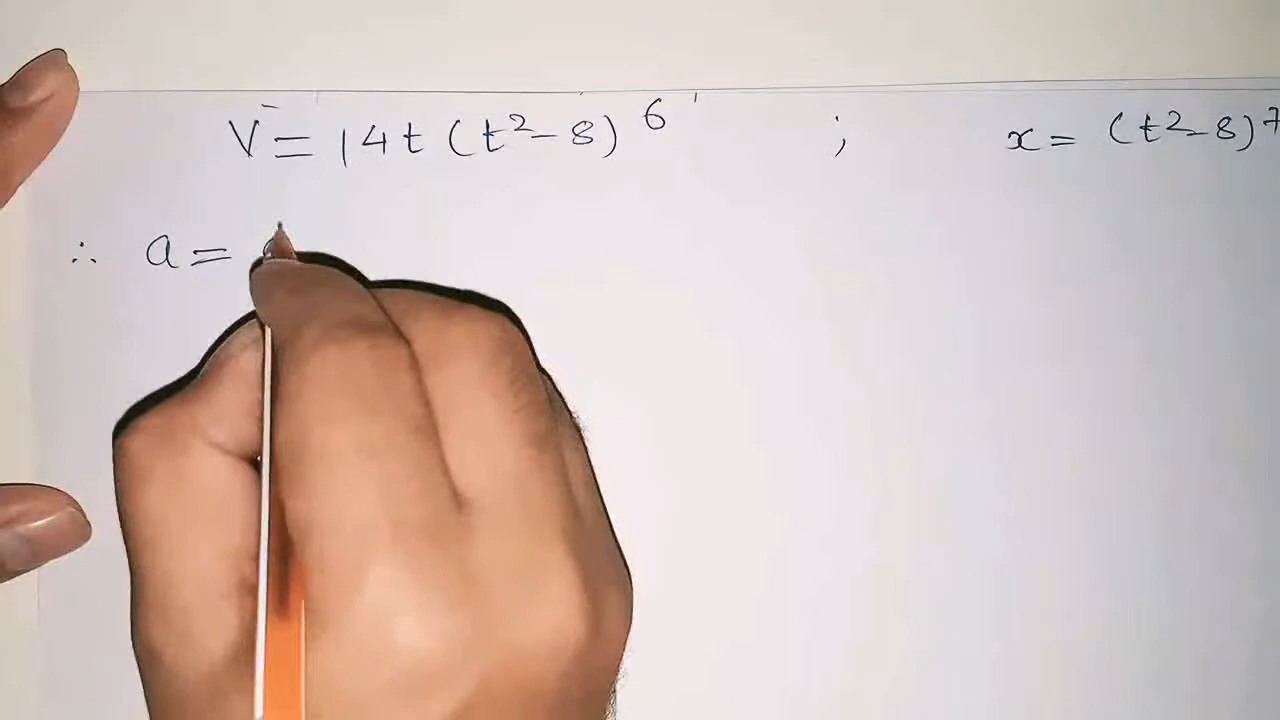 V = 14t (t²-8)⁶ ; x = (t²-8)⁷
∴ a =